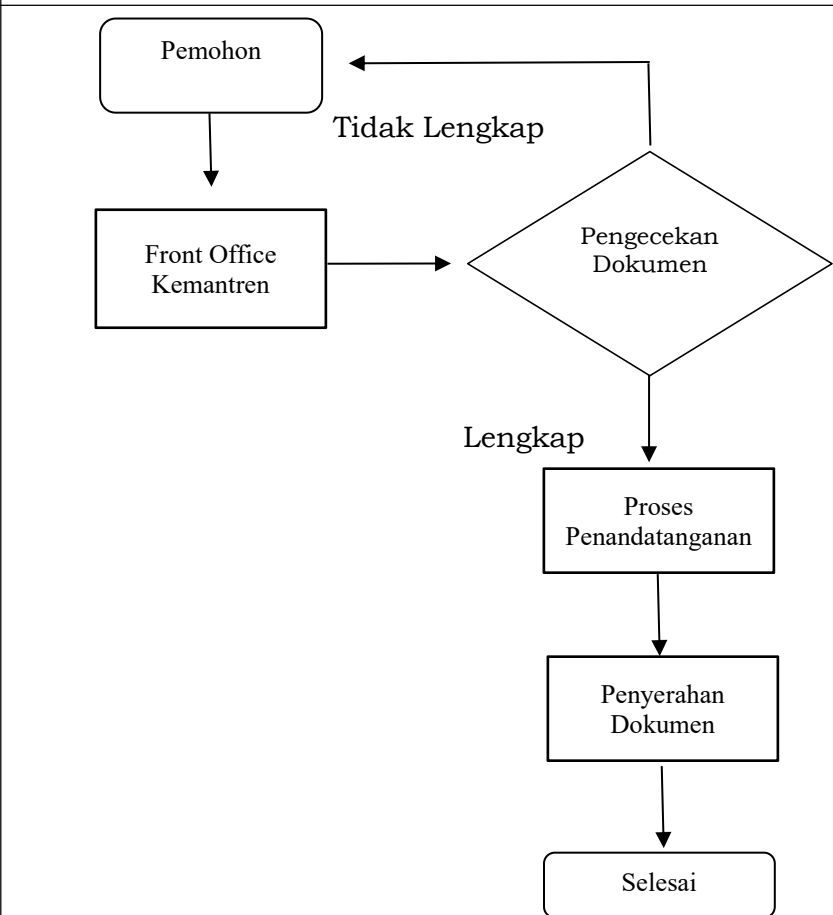 Pemohon
Tidak Lengkap
Pengecekan
Dokumen
Front Office
Kemantren
Lengkap
Proses
Penandatanganan
Penyerahan
Dokumen
Selesai